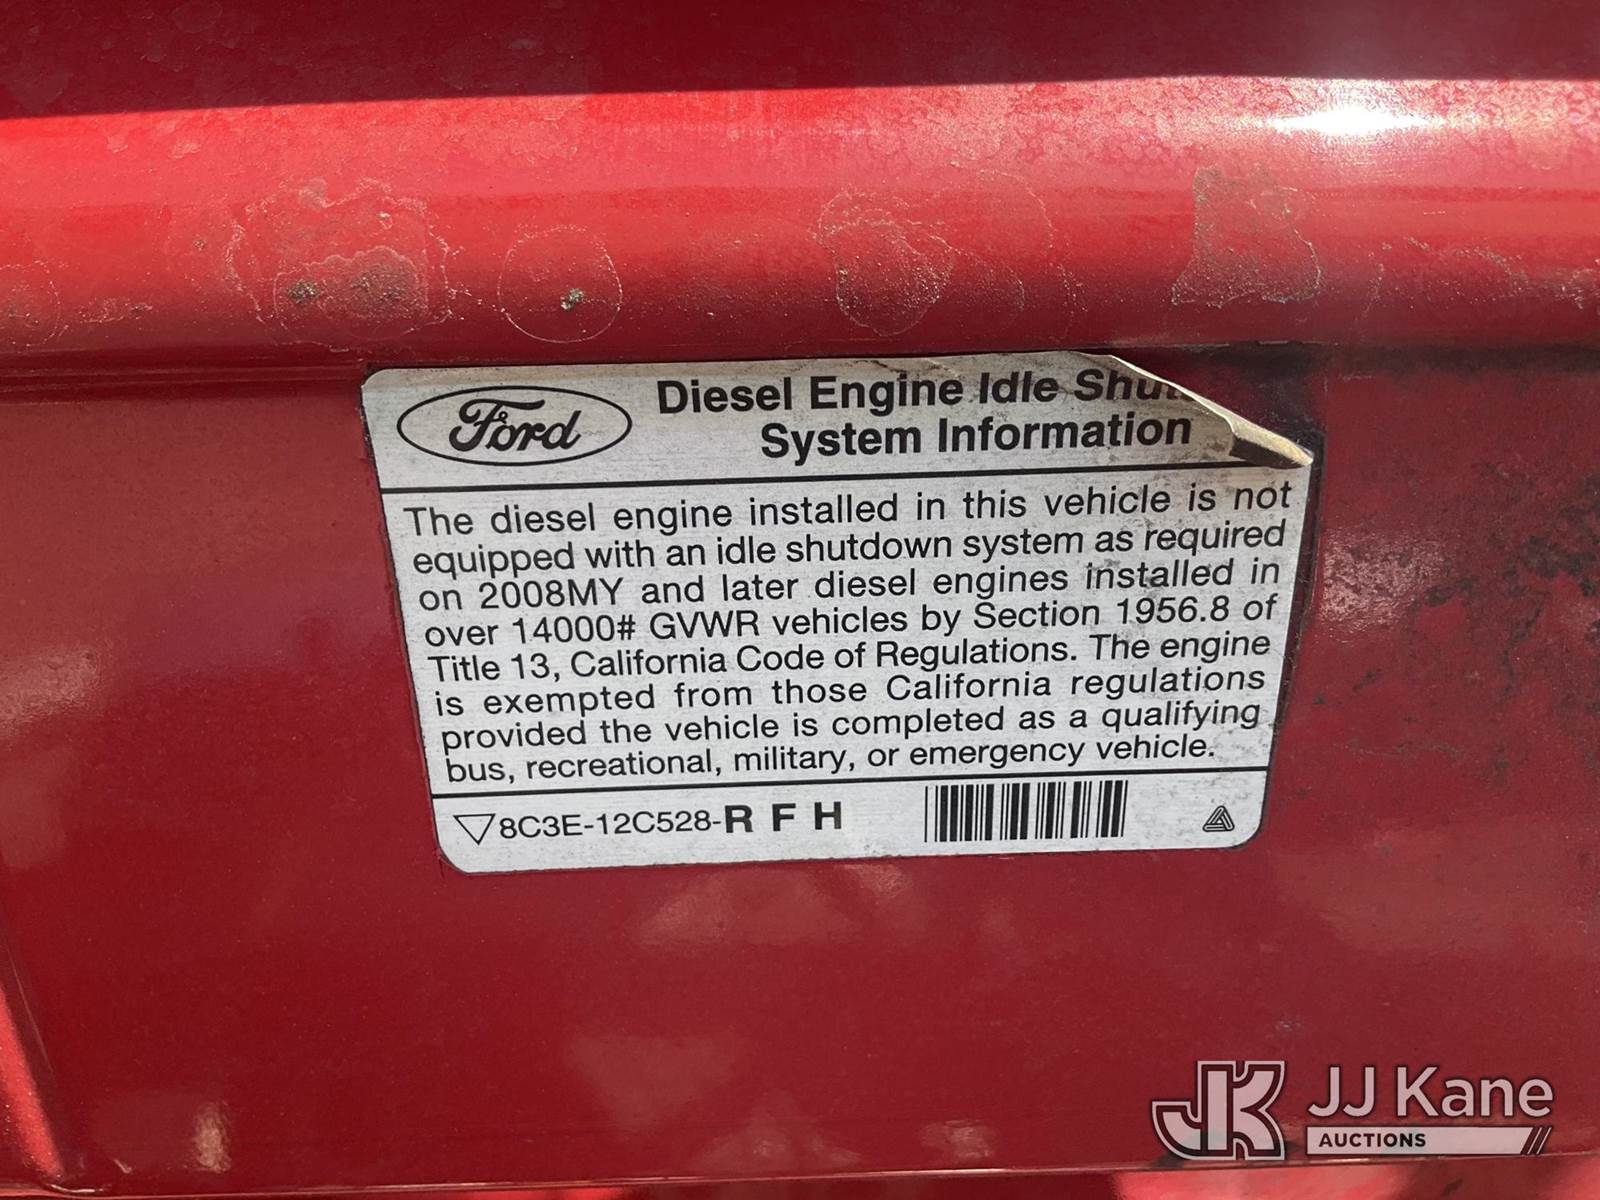 Ford
Diesel Engine Idle
System Information
The diesel engine installed in this vehicle is not
equipped with an idle shutdown system as required
on 2008MY and later diesel engines installed in
over 14000# GVWR vehicles by Section 1956.8 of
Title 13, California Code of Regulations. The engine
is exempted from those California regulations
provided the vehicle is completed as a qualifying
bus, recreational, military, or emergency vehicle.
8C3E-12C528-R F H
JK
JJ Kane
AUCTIONS